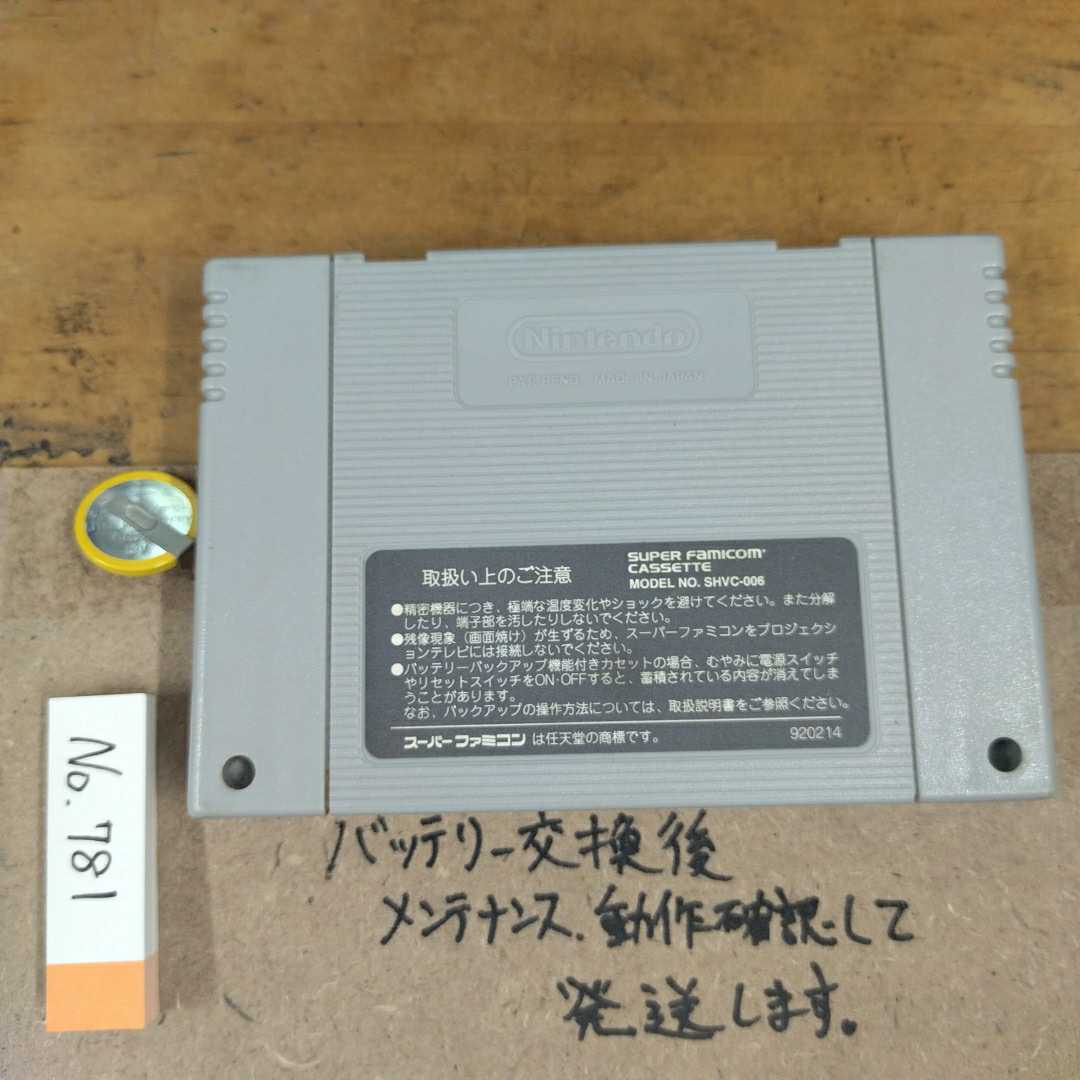 Nintendo
PAT. PEND. MADE IN JAPAN
取扱い上のご注意
SUPER FAMICOM
CASSETTE
MODEL NO. SHVC-006
●精密機器につき、極端な温度変化やショックを避けてください。また分解
したり、端子部を汚したりしないでください。
●残像現象（画面焼け）が生ずるため、スーパーファミコンをプロジェクシ
ョンテレビには接続しないでください。
●バッテリーバックアップ機能付きカセットの場合、むやみに電源スイッチ
やリセットスイッチをON·OFFすると、蓄積されている内容が消えてしま
うことがあります。
なお、バックアップの操作方法については、取扱説明書をご参照ください。
スーパーファミコンは任天堂の商標です。 920214
No.781
バッテリー交換後
メンテナンス、動作確認して
発送します。